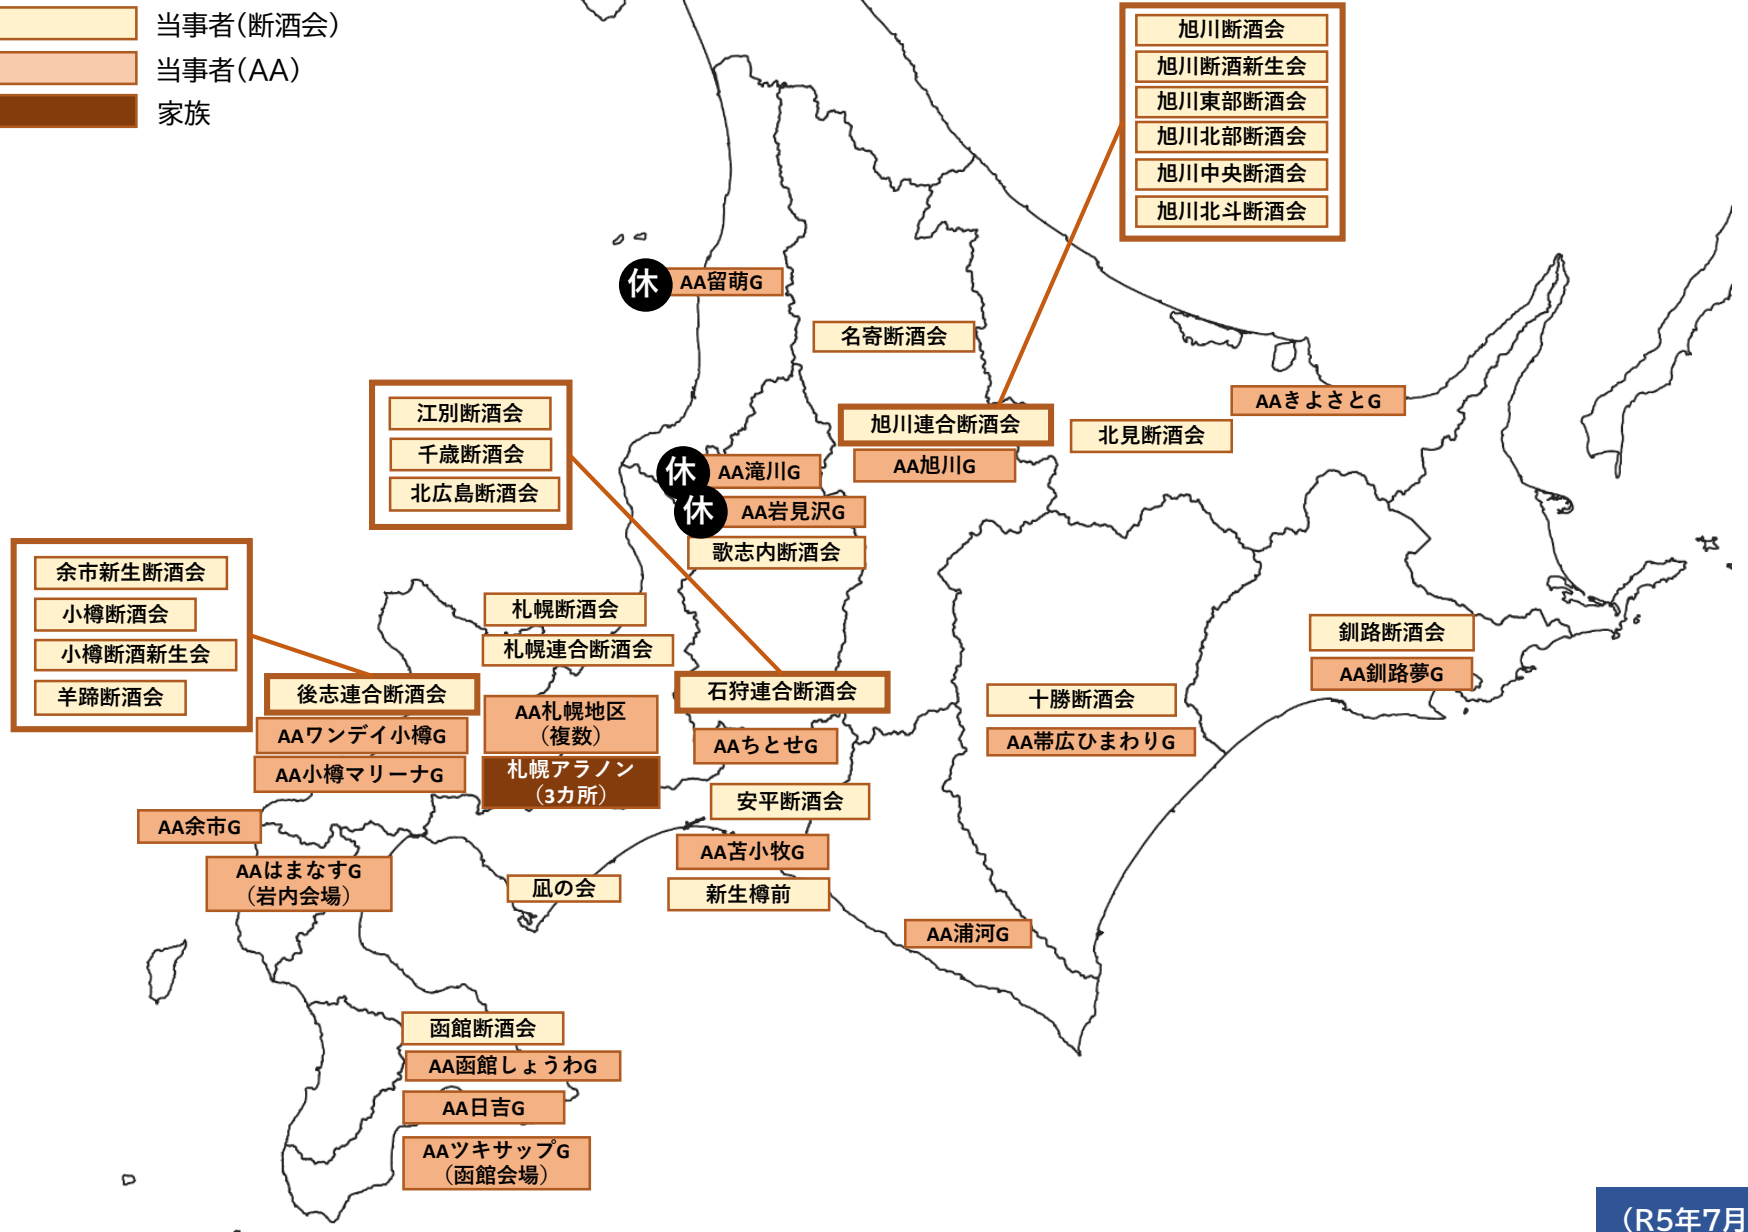 当事者(断酒会)
当事者(AA)
家族
旭川断酒会
旭川断酒新生会
旭川東部断酒会
旭川北部断酒会
旭川中央断酒会
旭川北斗断酒会
休
AA留萌G
名寄断酒会
AAきよさとG
江別断酒会
千歳断酒会
北広島断酒会
旭川連合断酒会
北見断酒会
AA旭川G
休
AA滝川G
休
AA岩見沢G
歌志内断酒会
余市新生断酒会
小樽断酒会
小樽断酒新生会
羊蹄断酒会
札幌断酒会
札幌連合断酒会
釧路断酒会
AA釧路夢G
後志連合断酒会
石狩連合断酒会
十勝断酒会
AAワンデイ小樽G
AA札幌地区
(複数)
AAちとせG
AA帯広ひまわりG
AA小樽マリーナG
札幌アラノン
(3カ所)
安平断酒会
AA余市G
AA苫小牧G
AAはまなすG
(岩内会場)
凪の会
新生樽前
AA浦河G
函館断酒会
AA函館しょうわG
AA日吉G
AAツキサップG
(函館会場)
(R5年7月